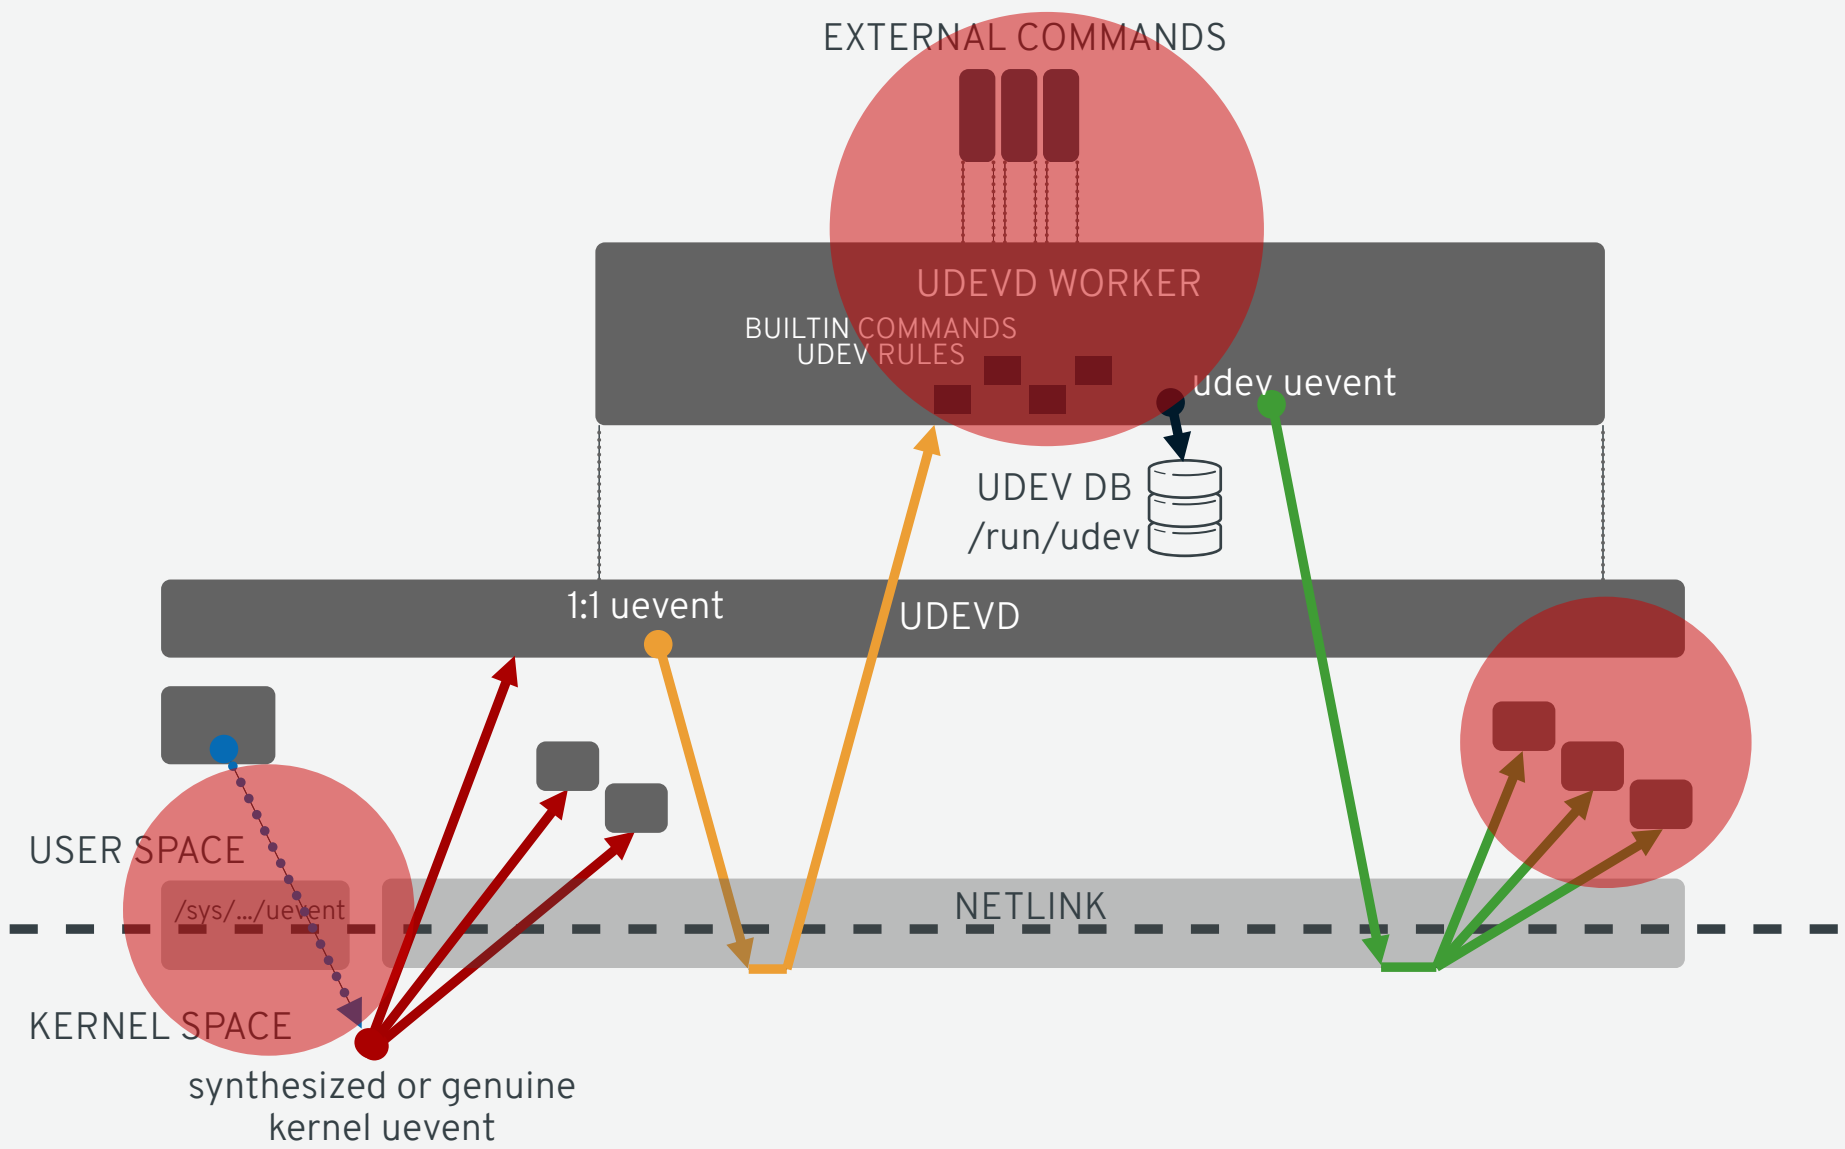 EXTERNAL COMMANDS
UDEVD WORKER
BUILTIN COMMANDS
UDEV RULES
udev uevent
UDEV DB
/run/udev
1:1 uevent
UDEVD
USER SPACE
/sys/.../uevent
NETLINK
KERNEL SPACE
synthesized or genuine
kernel uevent